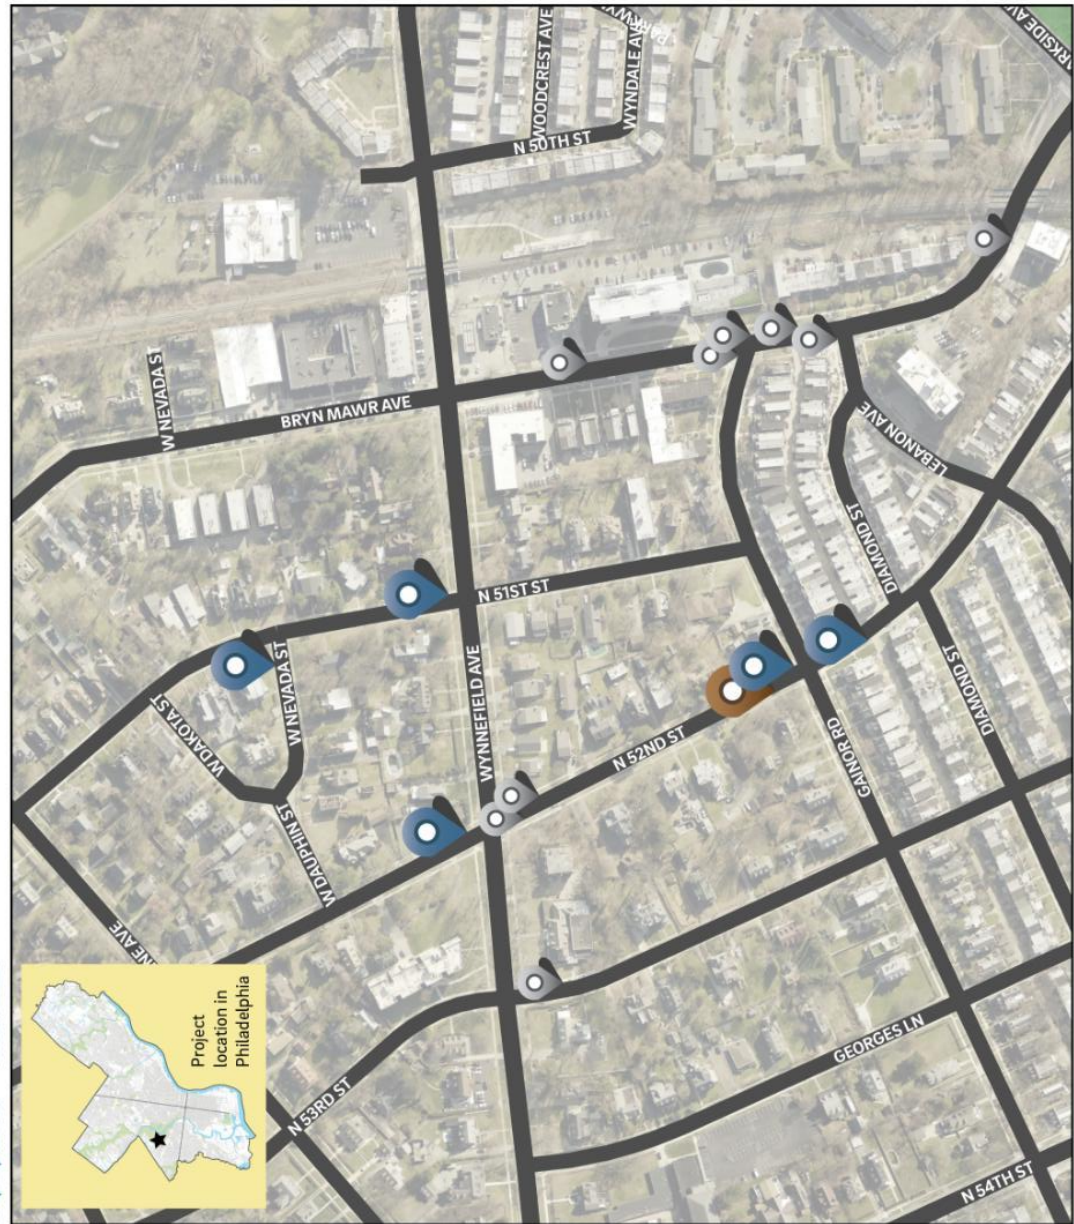 WOODCREST AVE
WYNDALE AVE
N 50TH ST
W NEVADA ST
BRYN MAWR AVE
LEBANON AVE
DIAMOND ST
N 51ST ST
W NEVADA ST
W DAKOTA ST
WYNNEFIELD AVE
N 52ND ST
DIAMOND ST
GAINOR RD
W DAUPHIN ST
NE AVE
Project
location in
Philadelphia
N 53RD ST
GEORGES LN
N 54TH ST